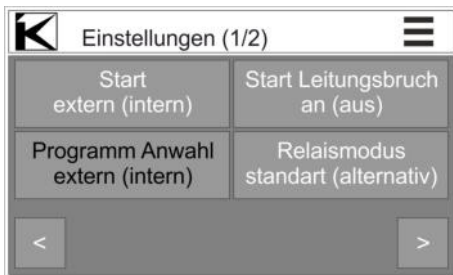 Einstellungen (1/2)
Start
extern (intern)
Start Leitungsbruch
an (aus)
Programm Anwahl
extern (intern)
Relaismodus
standart (alternativ)
<
>